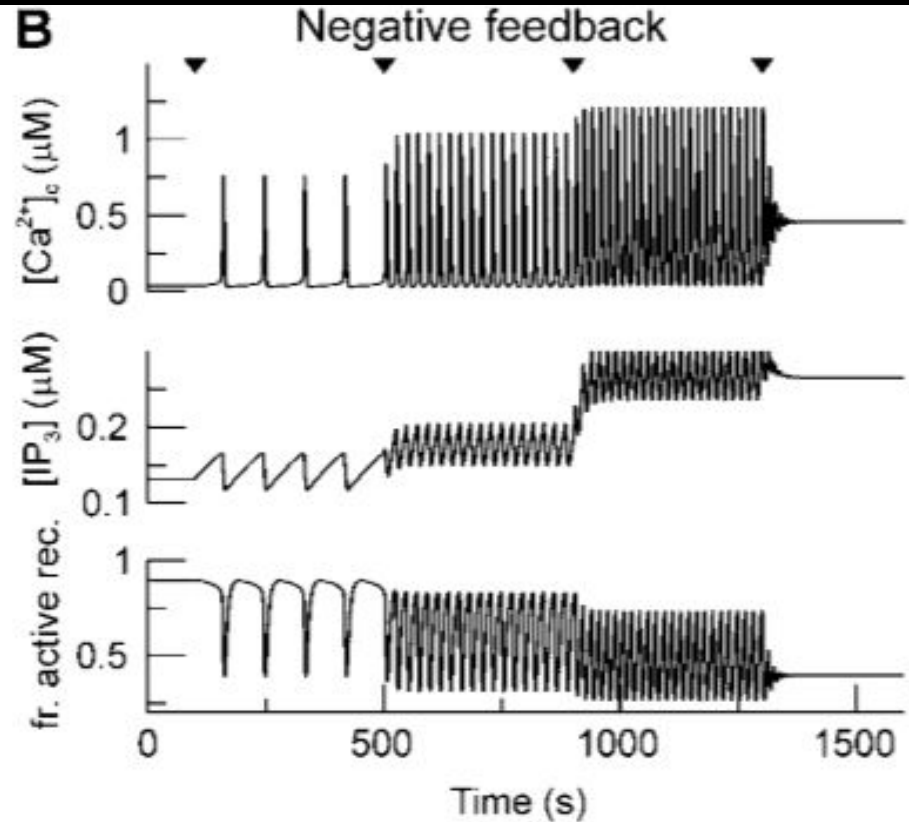 B Negative feedback
[Ca²⁺]c (μM)
1
0.5
0
[IP₃] (μM)
0.2
0.1
fr. active rec.
1
0.5
0 500 1000 1500
Time (s)